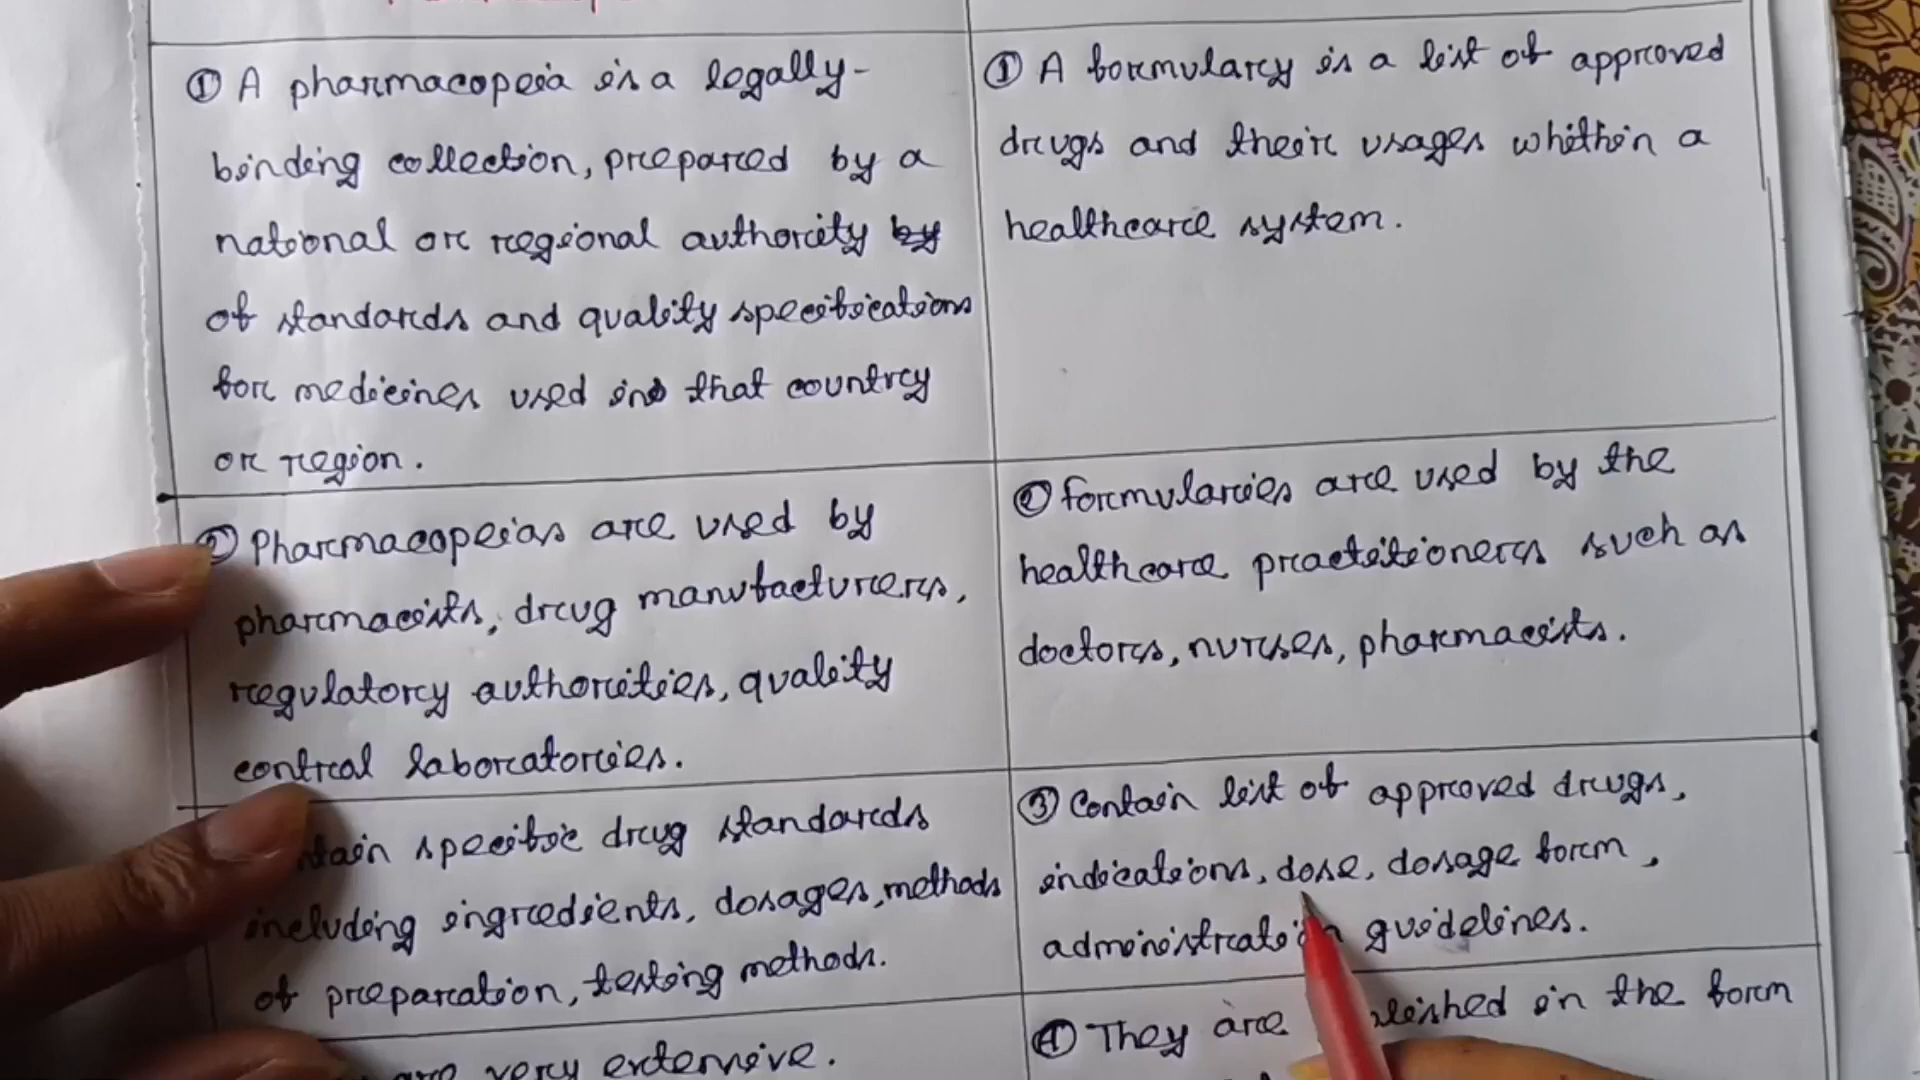 ① A pharmacopeia is a legally-
binding collection, prepared by a
national or regional authority by
of standards and quality specifications
for medicines used in that country
or region.
② Pharmacopeias are used by
pharmacists, drug manufacturers,
regulatory authorities, quality
contral laboratories.
specific drug standards
including ingredients, dosages, methods
of preparation, testing methods.
very extensive.
① A formulary is a list of approved
drugs and their usages whithin a
healthcare system.
② formularies are used by the
healthcare practitioners such as
doctors, nurses, pharmacists.
③ Contain list of approved drugs,
indications, dose, dosage form,
administration guidelines.
④ They are in the form